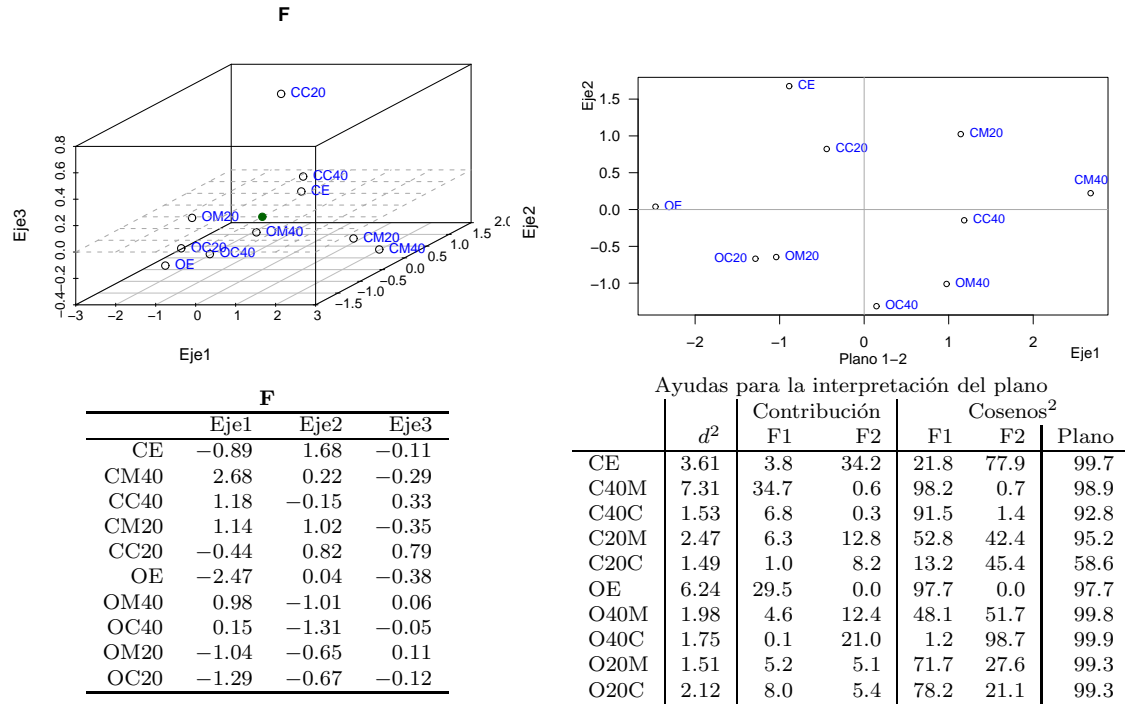 F
CC20
CC40
CE
OM20
OM40
OC20
OC40
OE
CM20
CM40
Eje3
−0.4 −0.2 0.0 0.2 0.4 0.6 0.8
−3 −2 −1 0 1 2 3
Eje1
−1.5 −1.0 −0.5 0.0 0.5 1.0 1.5 2.0
Eje2
Eje2
1.5
1.0
0.5
0.0
−0.5
−1.0
CE
CM20
CC20
CM40
OE
CC40
OC20
OM20
OM40
OC40
−2 −1 0 1 2
Plano 1−2
Eje1
F
Eje1 Eje2 Eje3
CE −0.89 1.68 −0.11
CM40 2.68 0.22 −0.29
CC40 1.18 −0.15 0.33
CM20 1.14 1.02 −0.35
CC20 −0.44 0.82 0.79
OE −2.47 0.04 −0.38
OM40 0.98 −1.01 0.06
OC40 0.15 −1.31 −0.05
OM20 −1.04 −0.65 0.11
OC20 −1.29 −0.67 −0.12
Ayudas para la interpretación del plano
Contribución Cosenos²
d² F1 F2 F1 F2 Plano
CE 3.61 3.8 34.2 21.8 77.9 99.7
C40M 7.31 34.7 0.6 98.2 0.7 98.9
C40C 1.53 6.8 0.3 91.5 1.4 92.8
C20M 2.47 6.3 12.8 52.8 42.4 95.2
C20C 1.49 1.0 8.2 13.2 45.4 58.6
OE 6.24 29.5 0.0 97.7 0.0 97.7
O40M 1.98 4.6 12.4 48.1 51.7 99.8
O40C 1.75 0.1 21.0 1.2 98.7 99.9
O20M 1.51 5.2 5.1 71.7 27.6 99.3
O20C 2.12 8.0 5.4 78.2 21.1 99.3